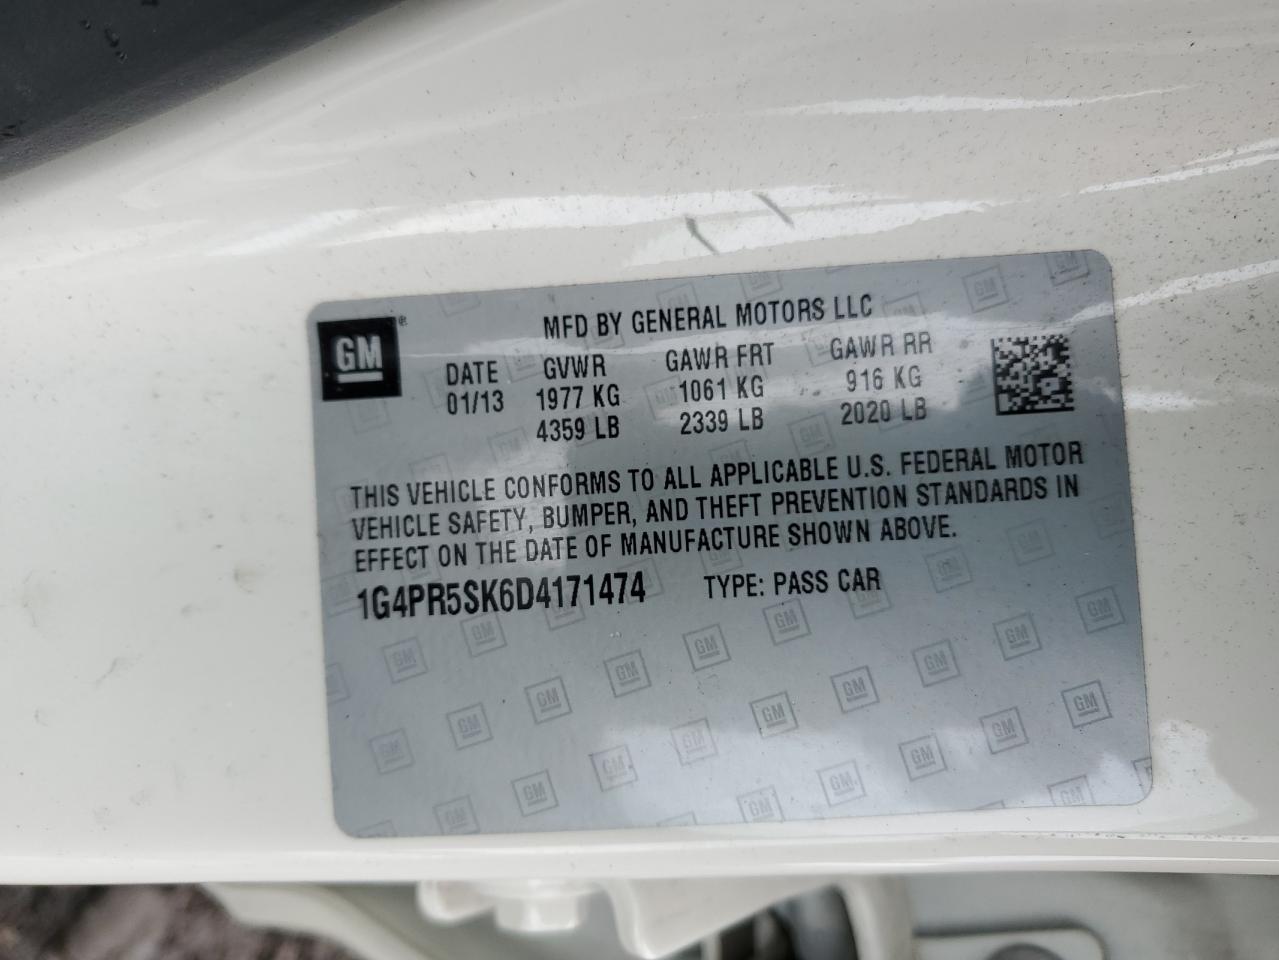 GM
MFD BY GENERAL MOTORS LLC
DATE GVWR GAWR FRT GAWR RR
01/13 1977 KG 1061 KG 916 KG
4359 LB 2339 LB 2020 LB
THIS VEHICLE CONFORMS TO ALL APPLICABLE U.S. FEDERAL MOTOR
VEHICLE SAFETY, BUMPER, AND THEFT PREVENTION STANDARDS IN
EFFECT ON THE DATE OF MANUFACTURE SHOWN ABOVE.
1G4PR5SK6D4171474 TYPE: PASS CAR